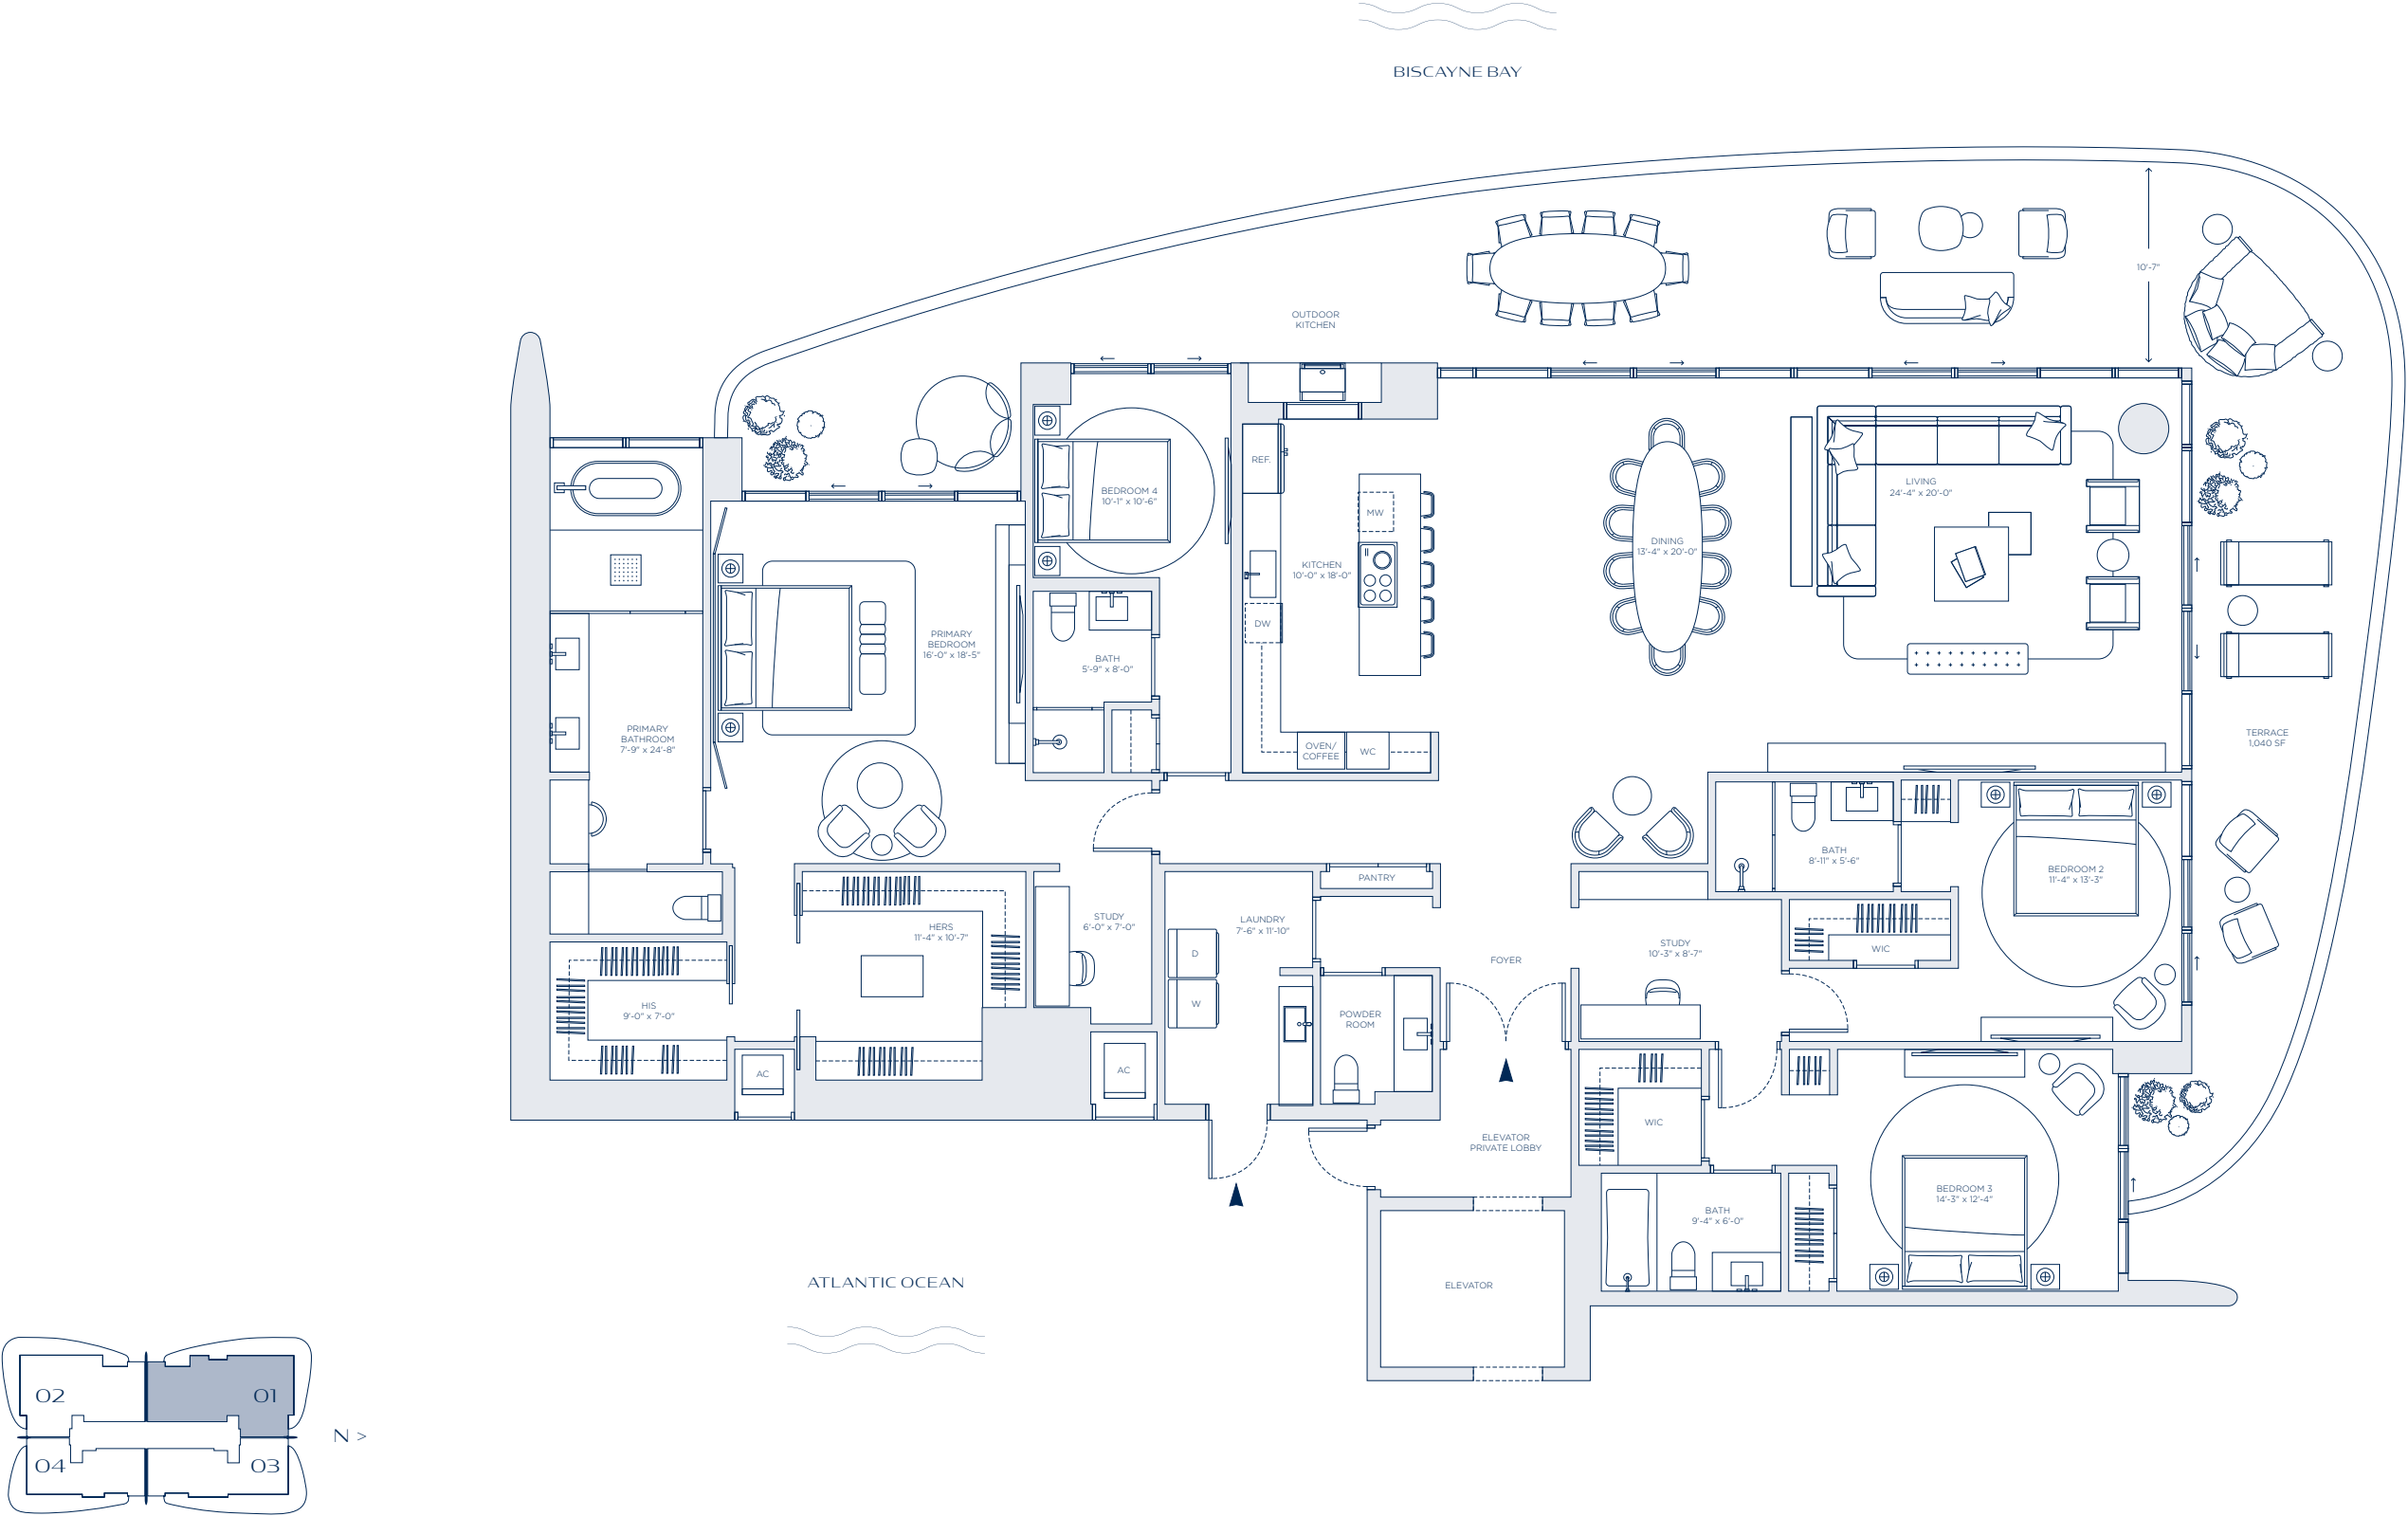 BISCAYNE BAY
10'-7"
OUTDOOR
KITCHEN
REF.
BEDROOM 4
10'-1" x 10'-6"
MW
LIVING
24'-4" x 20'-0"
DINING
13'-4" x 20'-0"
KITCHEN
10'-0" x 18'-0"
DW
PRIMARY
BEDROOM
16'-0" x 18'-5"
BATH
5'-9" x 8'-0"
PRIMARY
BATHROOM
7'-9" x 24'-8"
OVEN/
COFFEE
WC
TERRACE
1,040 SF
BATH
8'-11" x 5'-6"
BEDROOM 2
11'-4" x 13'-3"
PANTRY
STUDY
6'-0" x 7'-0"
LAUNDRY
7'-6" x 11'-10"
HERS
11'-4" x 10'-7"
D
FOYER
STUDY
10'-3" x 8'-7"
WIC
HIS
9'-0" x 7'-0"
W
POWDER
ROOM
AC
AC
WIC
ELEVATOR
PRIVATE LOBBY
BEDROOM 3
14'-3" x 12'-4"
BATH
9'-4" x 6'-0"
ATLANTIC OCEAN
ELEVATOR
02
01
N >
04
03